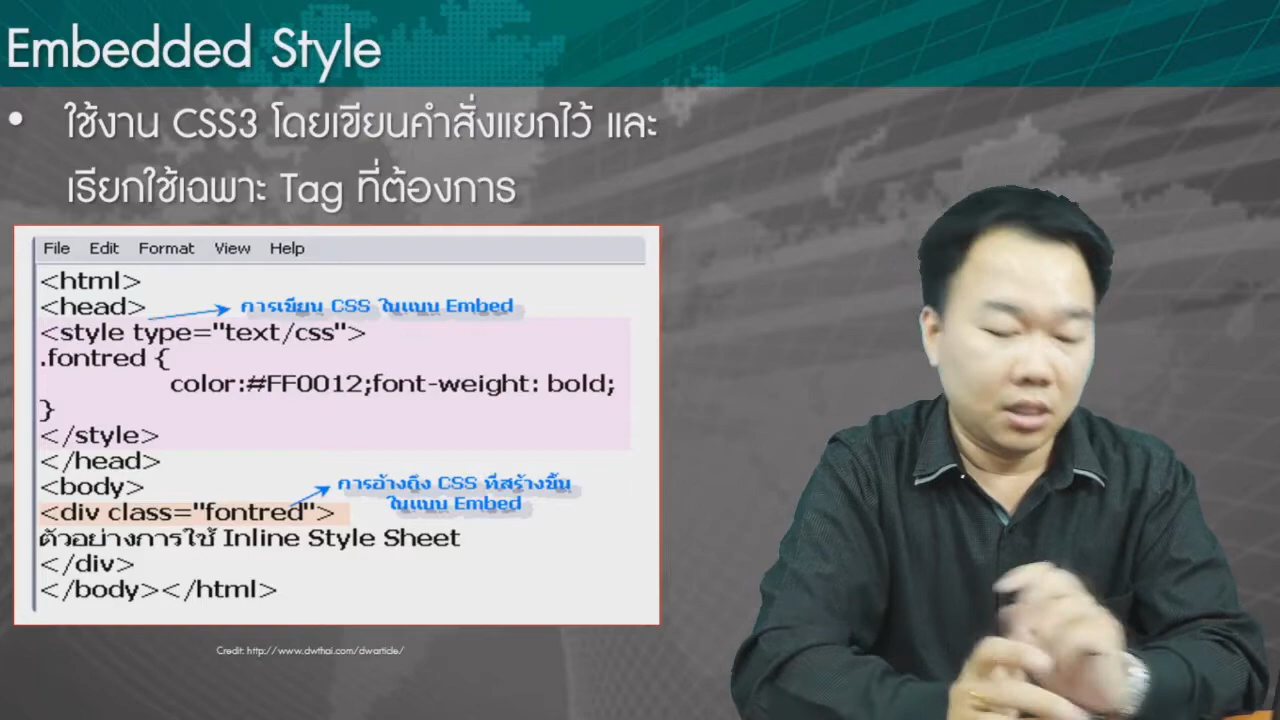 Embedded Style
• ใช้งาน CSS3 โดยเขียนคำสั่งแยกไว้ และ
เรียกใช้เฉพาะ Tag ที่ต้องการ
File Edit Format View Help
<html>
<head>
การเขียน CSS ในแบบ Embed
<style type="text/css">
.fontred {
color:#FF0012;font-weight: bold;
}
</style>
</head>
<body>
การอ้างถึง CSS ที่สร้างขึ้น
ในแบบ Embed
<div class="fontred">
ตัวอย่างการใช้ Inline Style Sheet
</div>
</body></html>
Credit: http://www.dwthai.com/dwarticle/